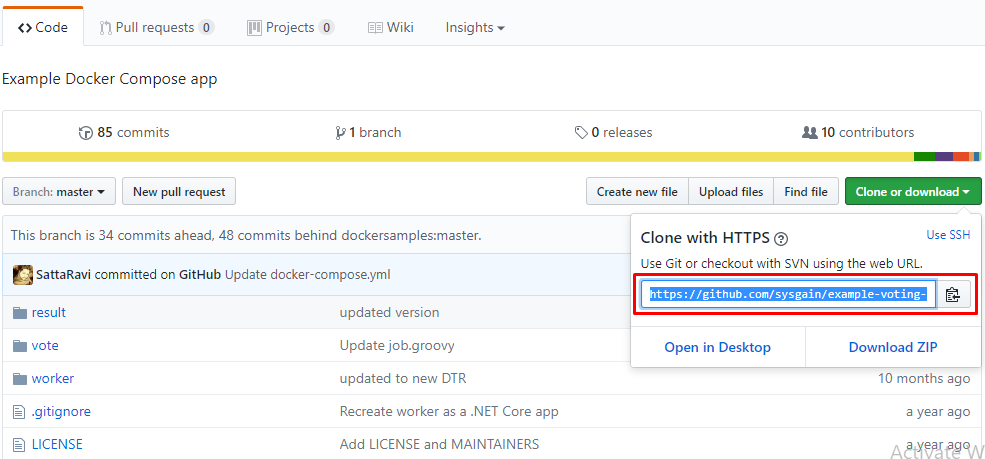 Code Pull requests 0 Projects 0 Wiki Insights
Example Docker Compose app
85 commits 1 branch 0 releases 10 contributors
Branch: master New pull request Create new file Upload files Find file Clone or download
This branch is 34 commits ahead, 48 commits behind dockersamples:master.
Clone with HTTPS ? Use SSH
Use Git or checkout with SVN using the web URL.
https://github.com/sysgain/example-voting-
Open in Desktop Download ZIP
SattaRavi committed on GitHub Update docker-compose.yml
result updated version
vote Update job.groovy
worker updated to new DTR 10 months ago
.gitignore Recreate worker as a .NET Core app a year ago
LICENSE Add LICENSE and MAINTAINERS a year ago
Activate W